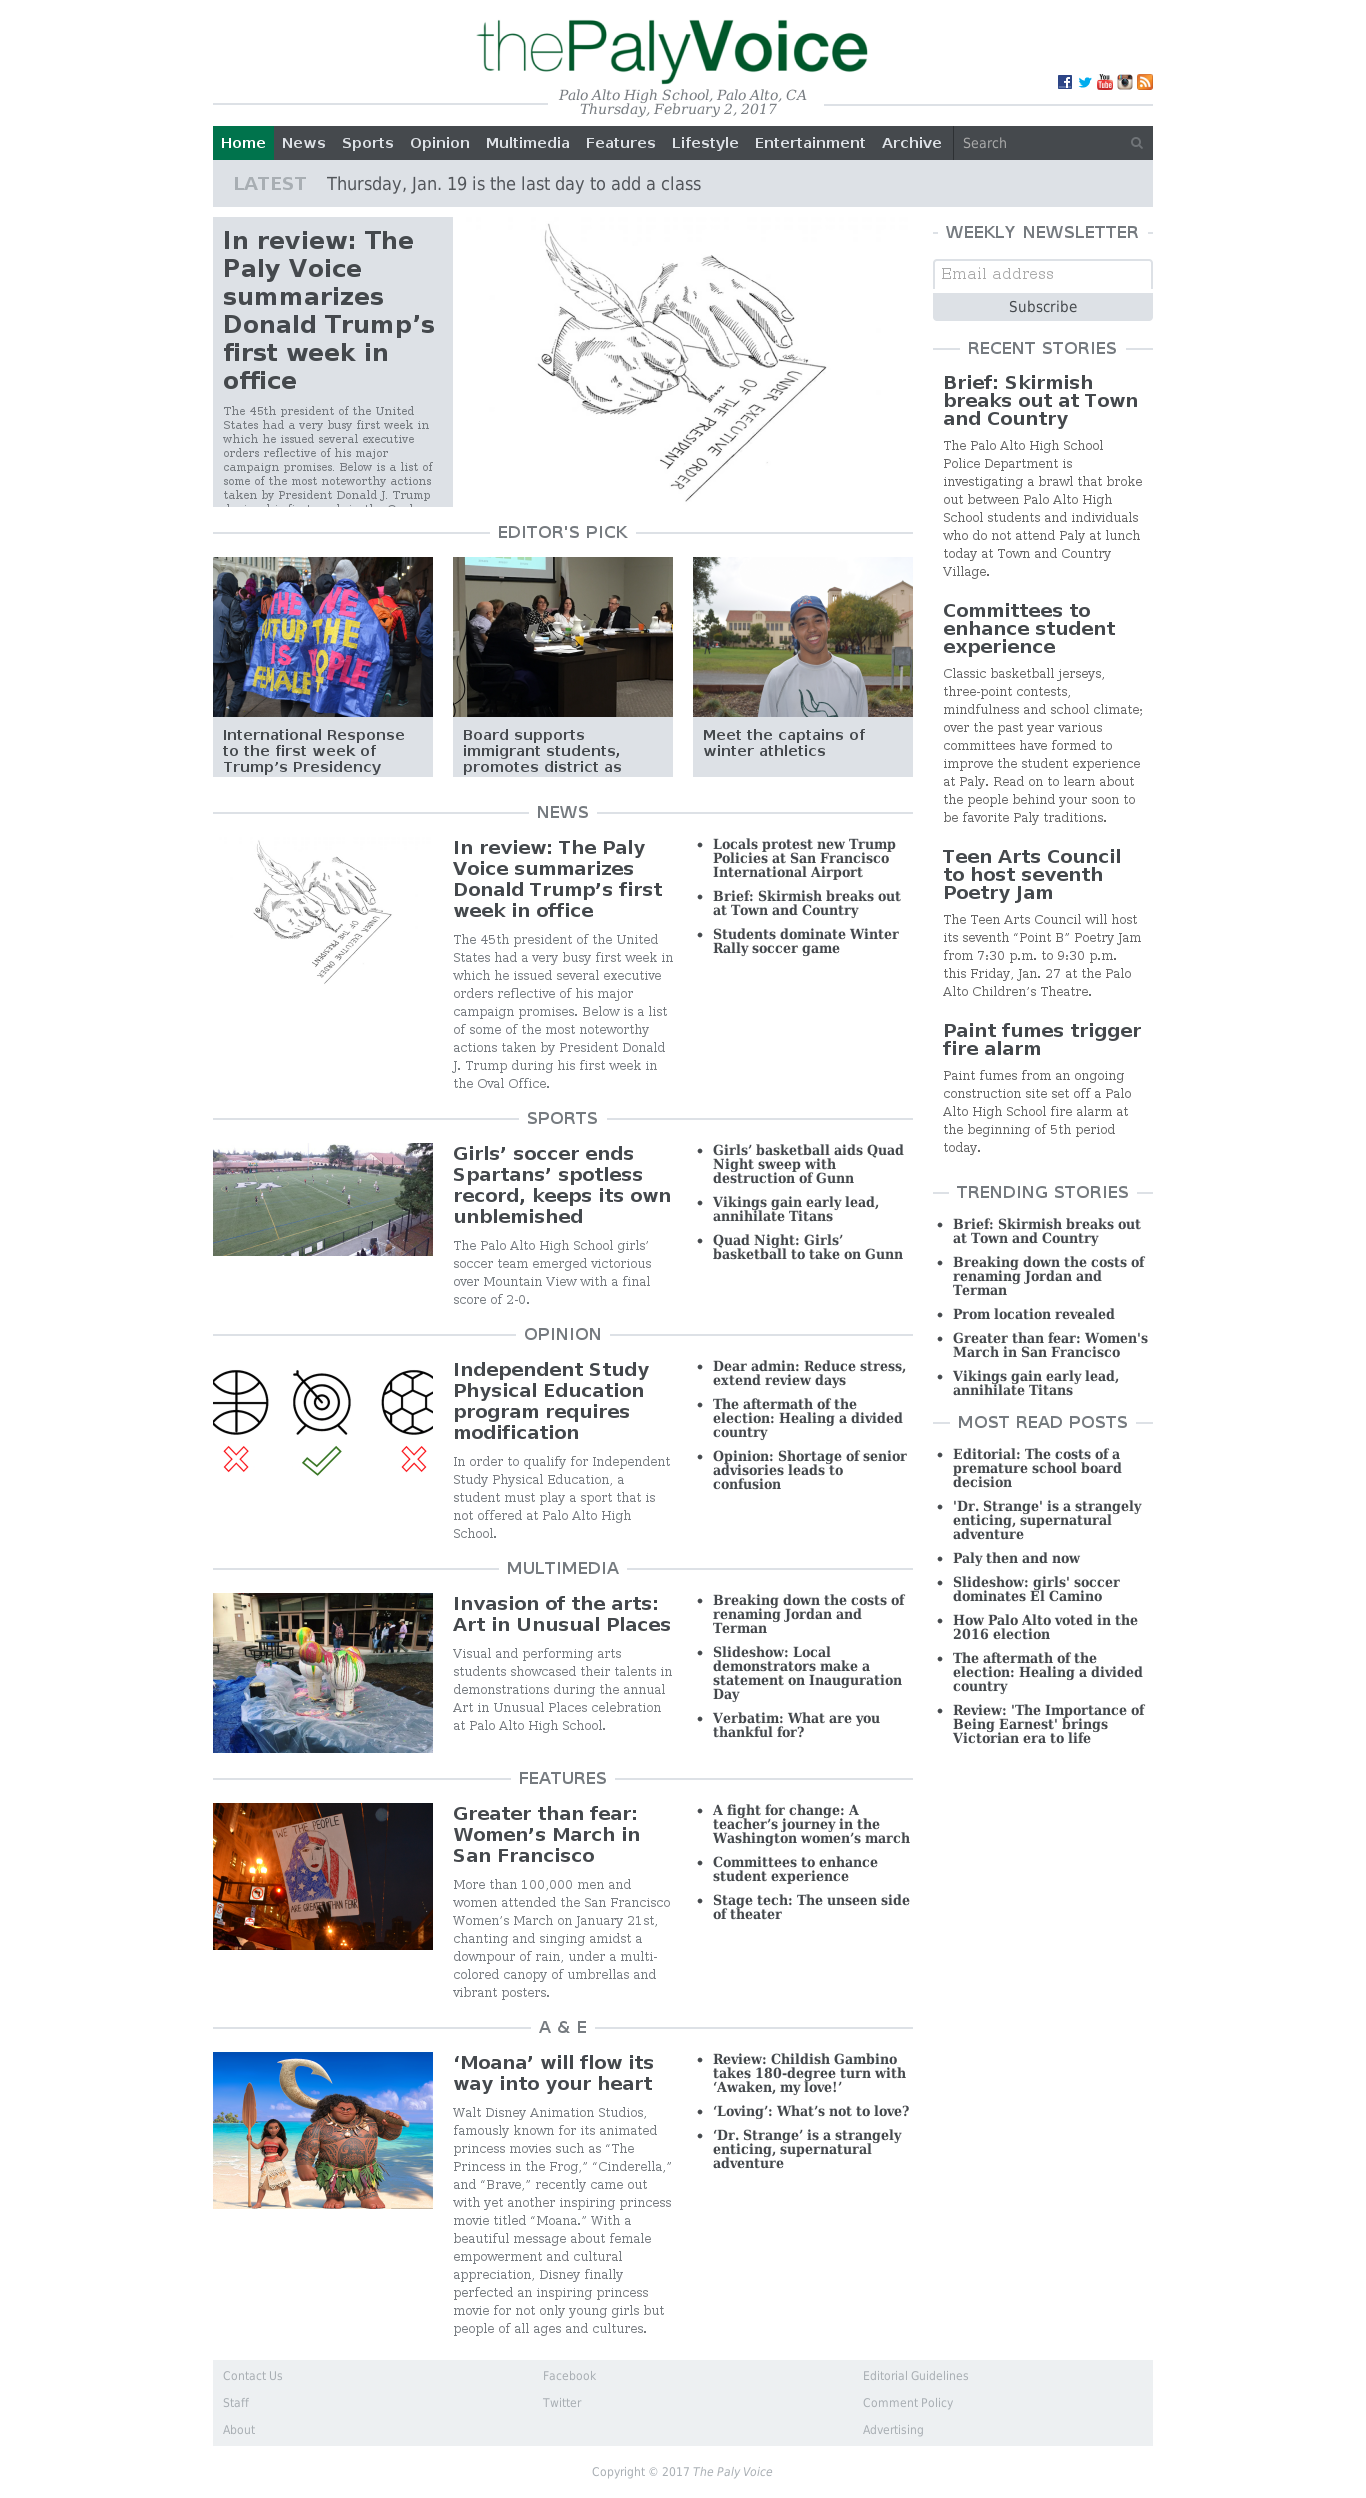 thePalyVoice
Palo Alto High School, Palo Alto, CA
Thursday, February 2, 2017
Home News Sports Opinion Multimedia Features Lifestyle Entertainment Archive Search
LATEST Thursday, Jan. 19 is the last day to add a class
In review: The
Paly Voice
summarizes
Donald Trump’s
first week in
office
The 45th president of the United
States had a very busy first week in
which he issued several executive
orders reflective of his major
campaign promises. Below is a list of
some of the most noteworthy actions
taken by President Donald J. Trump
UNDER EXECUTIVE ORDER
OF THE PRESIDENT
EDITOR'S PICK
THE
FUTUR
IS
FEMALE
WE
THE
PEOPLE
International Response
to the first week of
Trump’s Presidency
Board supports
immigrant students,
promotes district as
Meet the captains of
winter athletics
NEWS
UNDER EXECUTIVE ORDER
OF THE PRESIDENT
In review: The Paly
Voice summarizes
Donald Trump’s first
week in office
The 45th president of the United
States had a very busy first week in
which he issued several executive
orders reflective of his major
campaign promises. Below is a list
of some of the most noteworthy
actions taken by President Donald
J. Trump during his first week in
the Oval Office.
Locals protest new Trump
Policies at San Francisco
International Airport
Brief: Skirmish breaks out
at Town and Country
Students dominate Winter
Rally soccer game
SPORTS
PA
Girls’ soccer ends
Spartans’ spotless
record, keeps its own
unblemished
The Palo Alto High School girls’
soccer team emerged victorious
over Mountain View with a final
score of 2-0.
Girls’ basketball aids Quad
Night sweep with
destruction of Gunn
Vikings gain early lead,
annihilate Titans
Quad Night: Girls’
basketball to take on Gunn
OPINION
Independent Study
Physical Education
program requires
modification
In order to qualify for Independent
Study Physical Education, a
student must play a sport that is
not offered at Palo Alto High
School.
Dear admin: Reduce stress,
extend review days
The aftermath of the
election: Healing a divided
country
Opinion: Shortage of senior
advisories leads to
confusion
MULTIMEDIA
Invasion of the arts:
Art in Unusual Places
Visual and performing arts
students showcased their talents in
demonstrations during the annual
Art in Unusual Places celebration
at Palo Alto High School.
Breaking down the costs of
renaming Jordan and
Terman
Slideshow: Local
demonstrators make a
statement on Inauguration
Day
Verbatim: What are you
thankful for?
FEATURES
WE THE PEOPLE
ARE GREATER THAN FEAR
Greater than fear:
Women’s March in
San Francisco
More than 100,000 men and
women attended the San Francisco
Women’s March on January 21st,
chanting and singing amidst a
downpour of rain, under a multi-
colored canopy of umbrellas and
vibrant posters.
A fight for change: A
teacher’s journey in the
Washington women’s march
Committees to enhance
student experience
Stage tech: The unseen side
of theater
A & E
‘Moana’ will flow its
way into your heart
Walt Disney Animation Studios,
famously known for its animated
princess movies such as “The
Princess in the Frog,” “Cinderella,”
and “Brave,” recently came out
with yet another inspiring princess
movie titled “Moana.” With a
beautiful message about female
empowerment and cultural
appreciation, Disney finally
perfected an inspiring princess
movie for not only young girls but
people of all ages and cultures.
Review: Childish Gambino
takes 180-degree turn with
‘Awaken, my love!’
‘Loving’: What’s not to love?
‘Dr. Strange’ is a strangely
enticing, supernatural
adventure
WEEKLY NEWSLETTER
Email address
Subscribe
RECENT STORIES
Brief: Skirmish
breaks out at Town
and Country
The Palo Alto High School
Police Department is
investigating a brawl that broke
out between Palo Alto High
School students and individuals
who do not attend Paly at lunch
today at Town and Country
Village.
Committees to
enhance student
experience
Classic basketball jerseys,
three-point contests,
mindfulness and school climate;
over the past year various
committees have formed to
improve the student experience
at Paly. Read on to learn about
the people behind your soon to
be favorite Paly traditions.
Teen Arts Council
to host seventh
Poetry Jam
The Teen Arts Council will host
its seventh “Point B” Poetry Jam
from 7:30 p.m. to 9:30 p.m.
this Friday, Jan. 27 at the Palo
Alto Children’s Theatre.
Paint fumes trigger
fire alarm
Paint fumes from an ongoing
construction site set off a Palo
Alto High School fire alarm at
the beginning of 5th period
today.
TRENDING STORIES
Brief: Skirmish breaks out
at Town and Country
Breaking down the costs of
renaming Jordan and
Terman
Prom location revealed
Greater than fear: Women's
March in San Francisco
Vikings gain early lead,
annihilate Titans
MOST READ POSTS
Editorial: The costs of a
premature school board
decision
'Dr. Strange' is a strangely
enticing, supernatural
adventure
Paly then and now
Slideshow: girls' soccer
dominates El Camino
How Palo Alto voted in the
2016 election
The aftermath of the
election: Healing a divided
country
Review: 'The Importance of
Being Earnest' brings
Victorian era to life
Contact Us
Staff
About
Facebook
Twitter
Editorial Guidelines
Comment Policy
Advertising
Copyright © 2017 The Paly Voice